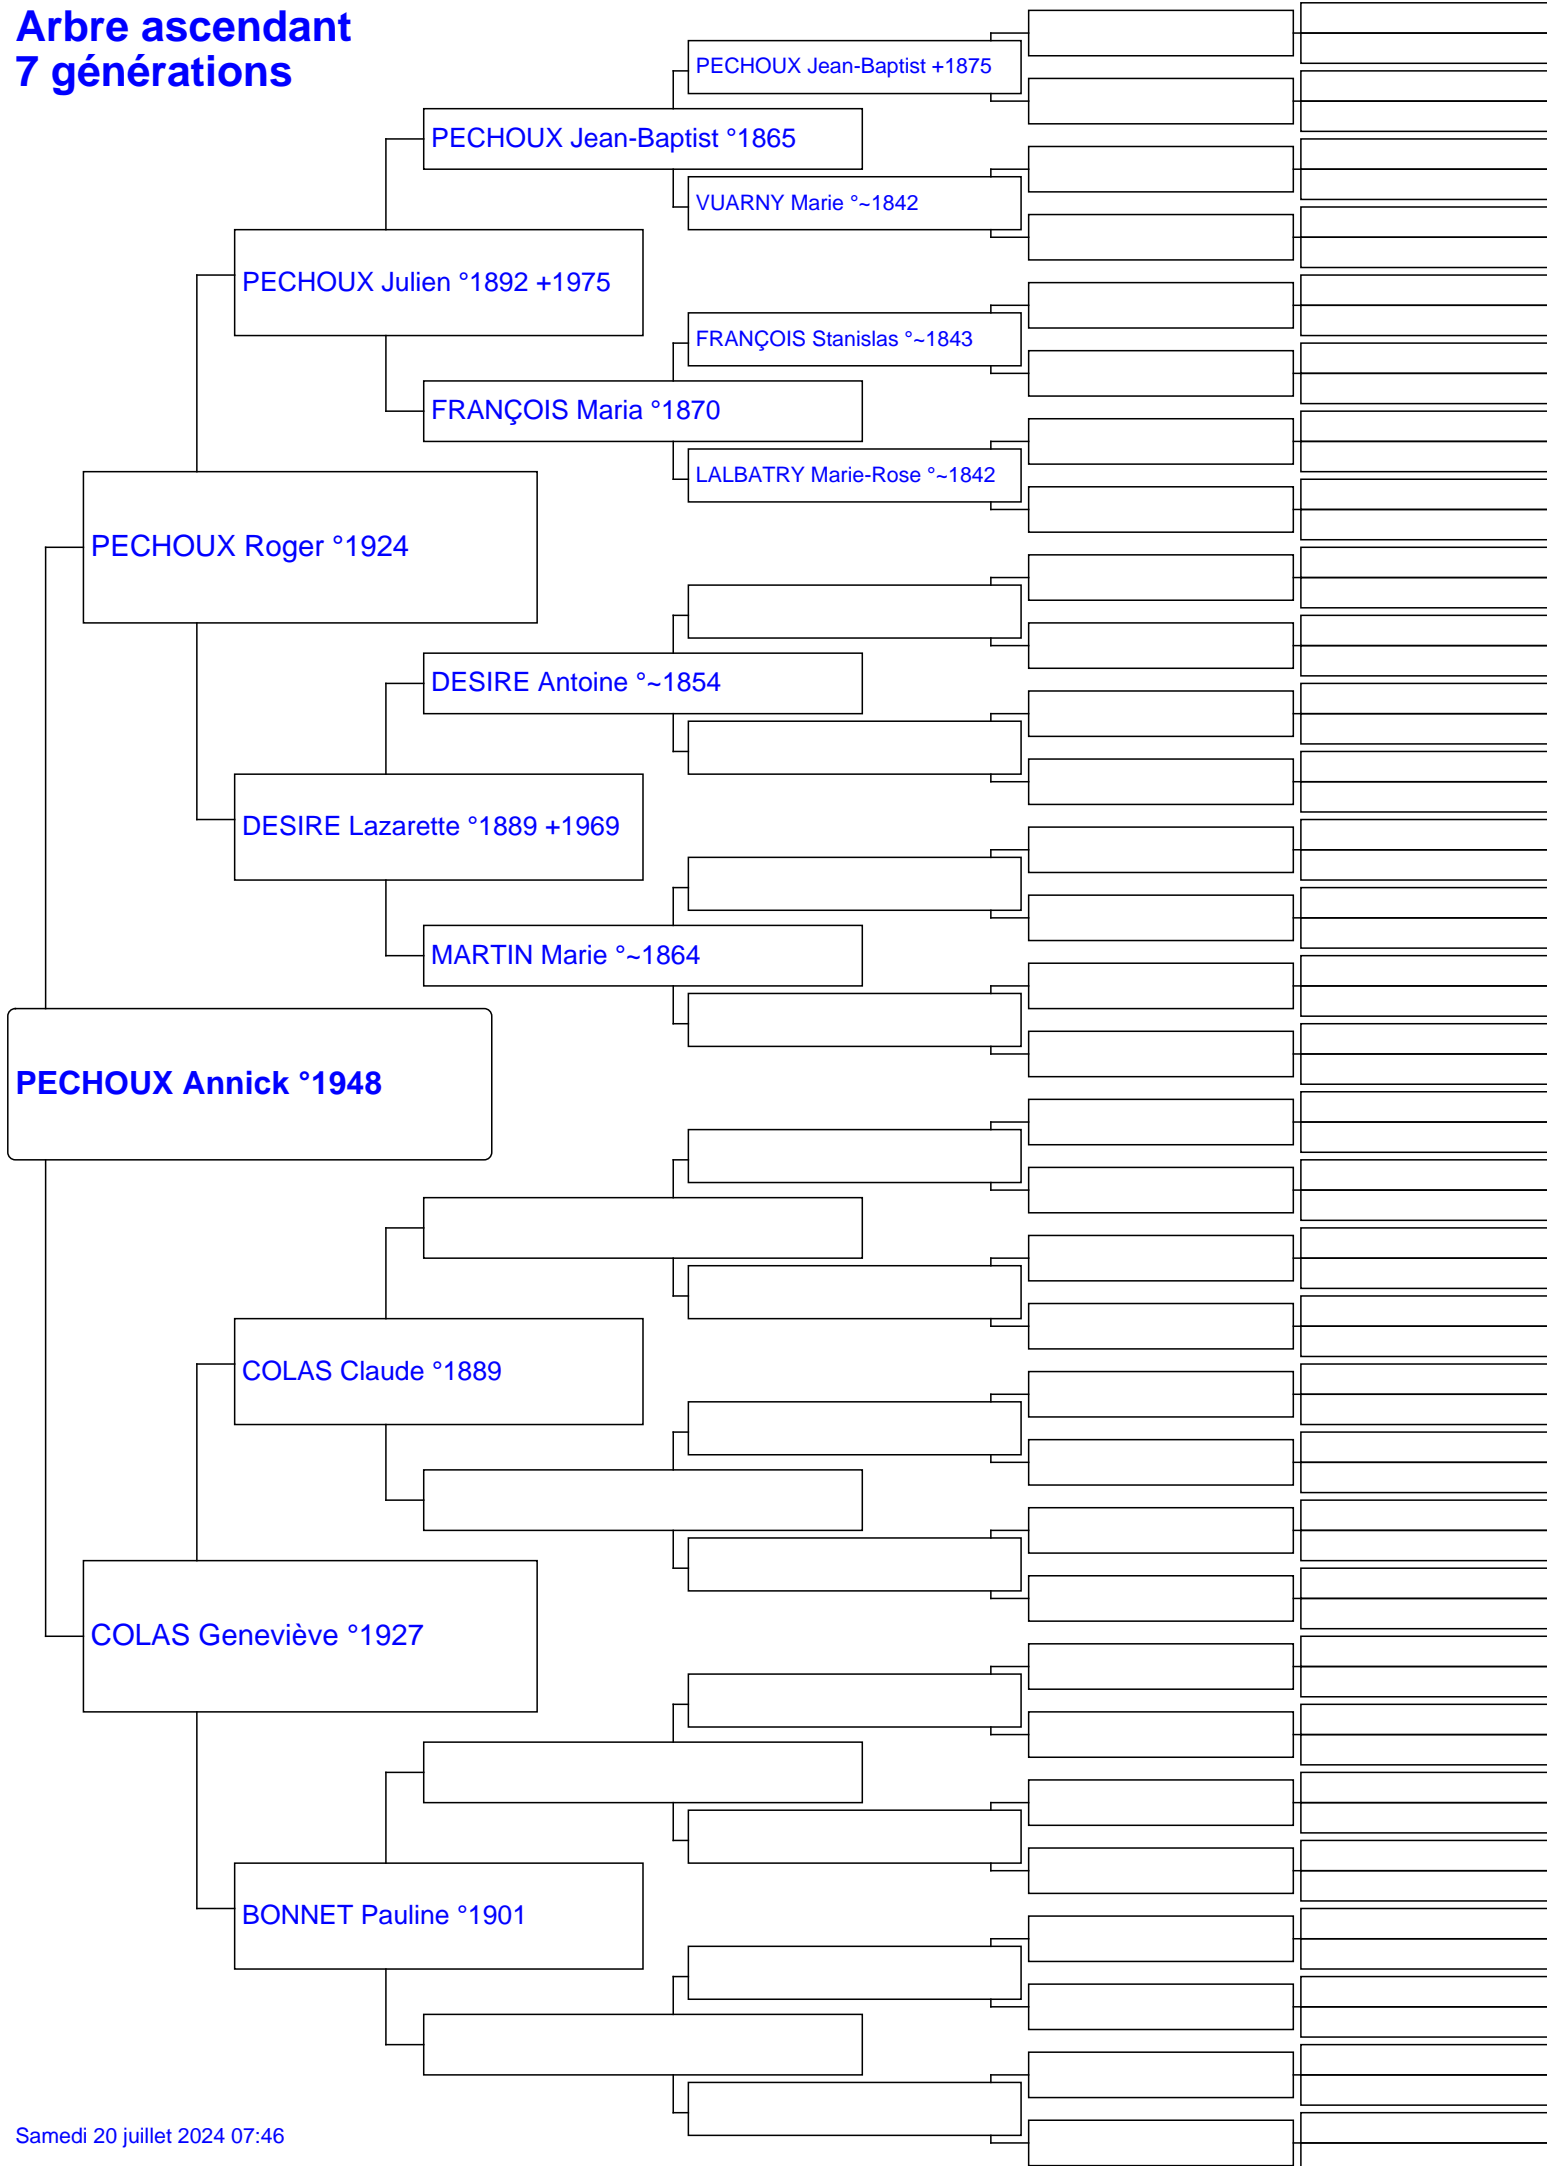 Arbre ascendant
7 générations
PECHOUX Jean-Baptist +1875
PECHOUX Jean-Baptist °1865
VUARNY Marie °~1842
PECHOUX Julien °1892 +1975
FRANÇOIS Stanislas °~1843
FRANÇOIS Maria °1870
LALBATRY Marie-Rose °~1842
PECHOUX Roger °1924
DESIRE Antoine °~1854
DESIRE Lazarette °1889 +1969
MARTIN Marie °~1864
PECHOUX Annick °1948
COLAS Claude °1889
COLAS Geneviève °1927
BONNET Pauline °1901
Samedi 20 juillet 2024 07:46